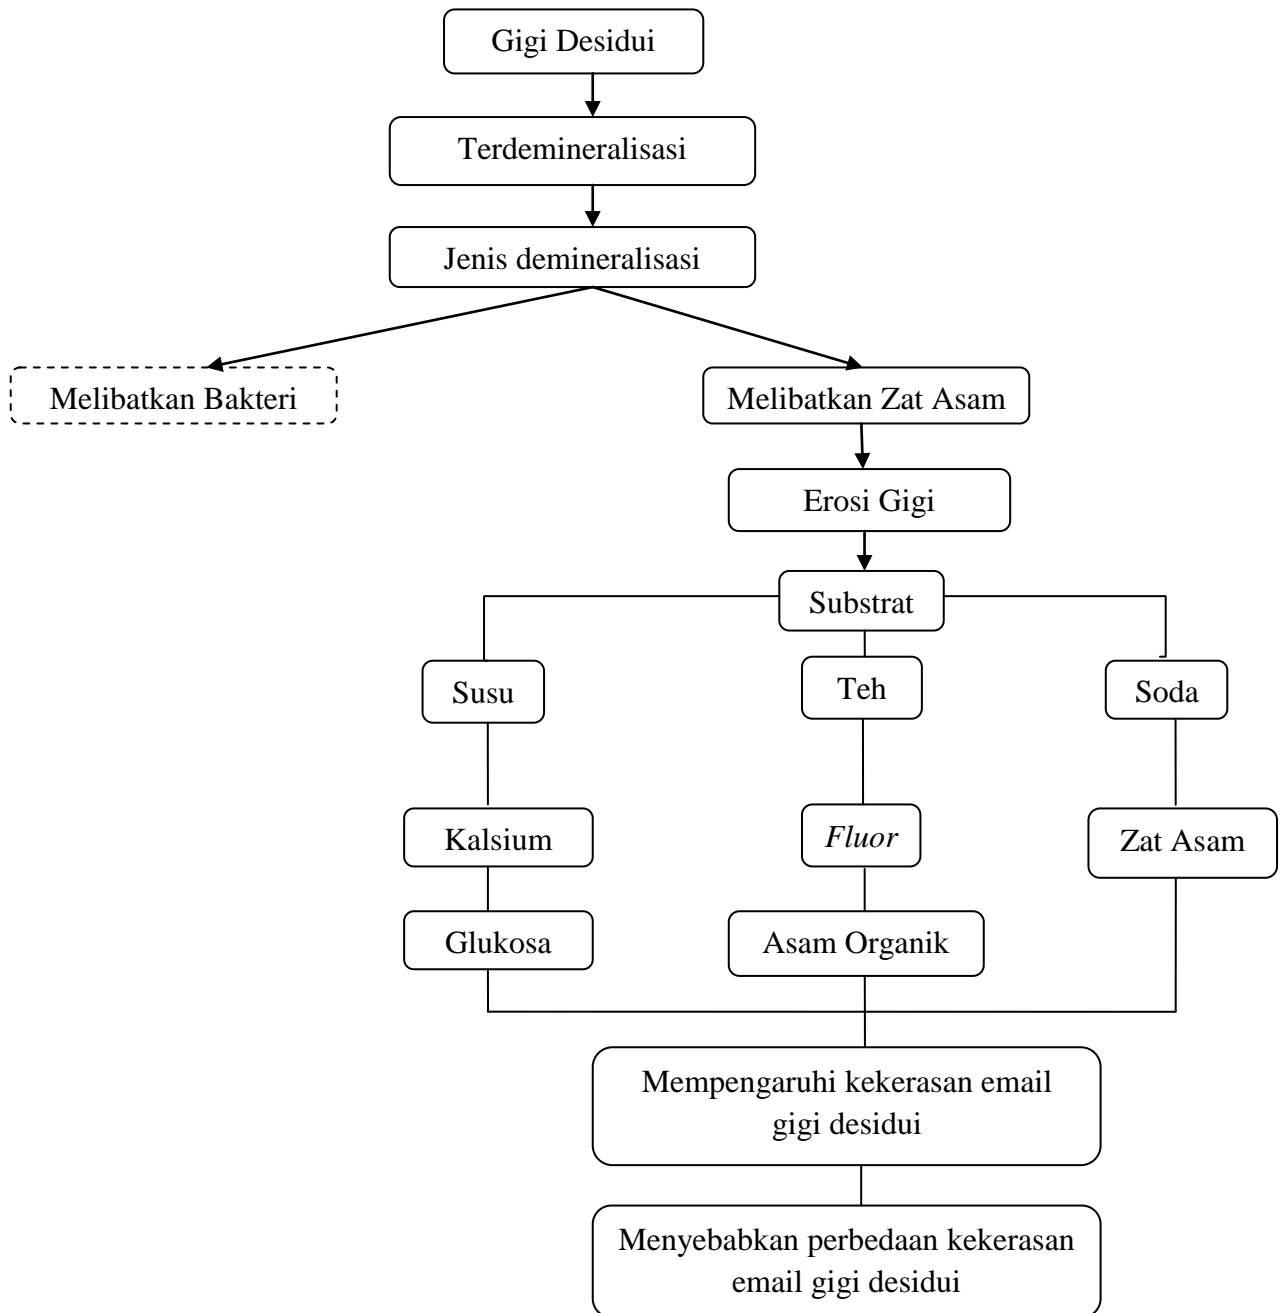 Gigi Desidui
Terdemineralisasi
Jenis demineralisasi
Melibatkan Bakteri
Melibatkan Zat Asam
Erosi Gigi
Substrat
Susu
Teh
Soda
Kalsium
Fluor
Zat Asam
Glukosa
Asam Organik
Mempengaruhi kekerasan email
gigi desidui
Menyebabkan perbedaan kekerasan
email gigi desidui